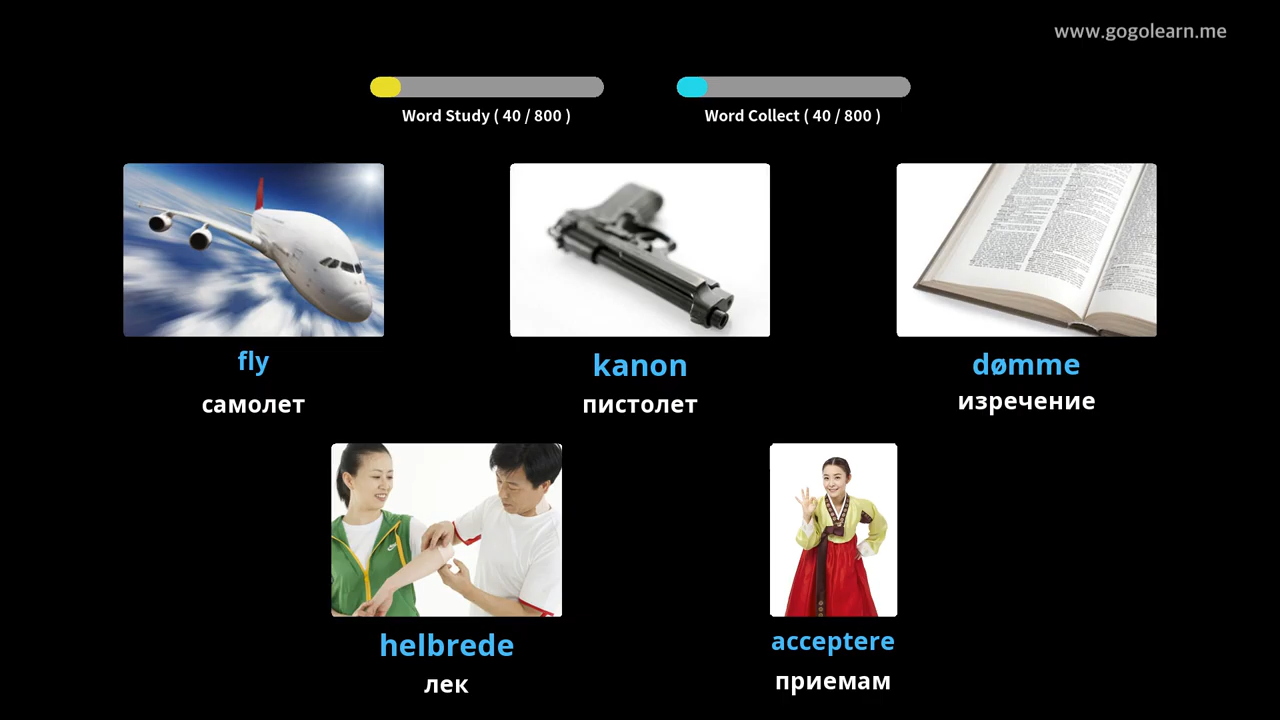 www.gogolearn.me
Word Study ( 40 / 800 )
Word Collect ( 40 / 800 )
fly
самолет
kanon
пистолет
dømme
изречение
helbrede
лек
acceptere
приемам